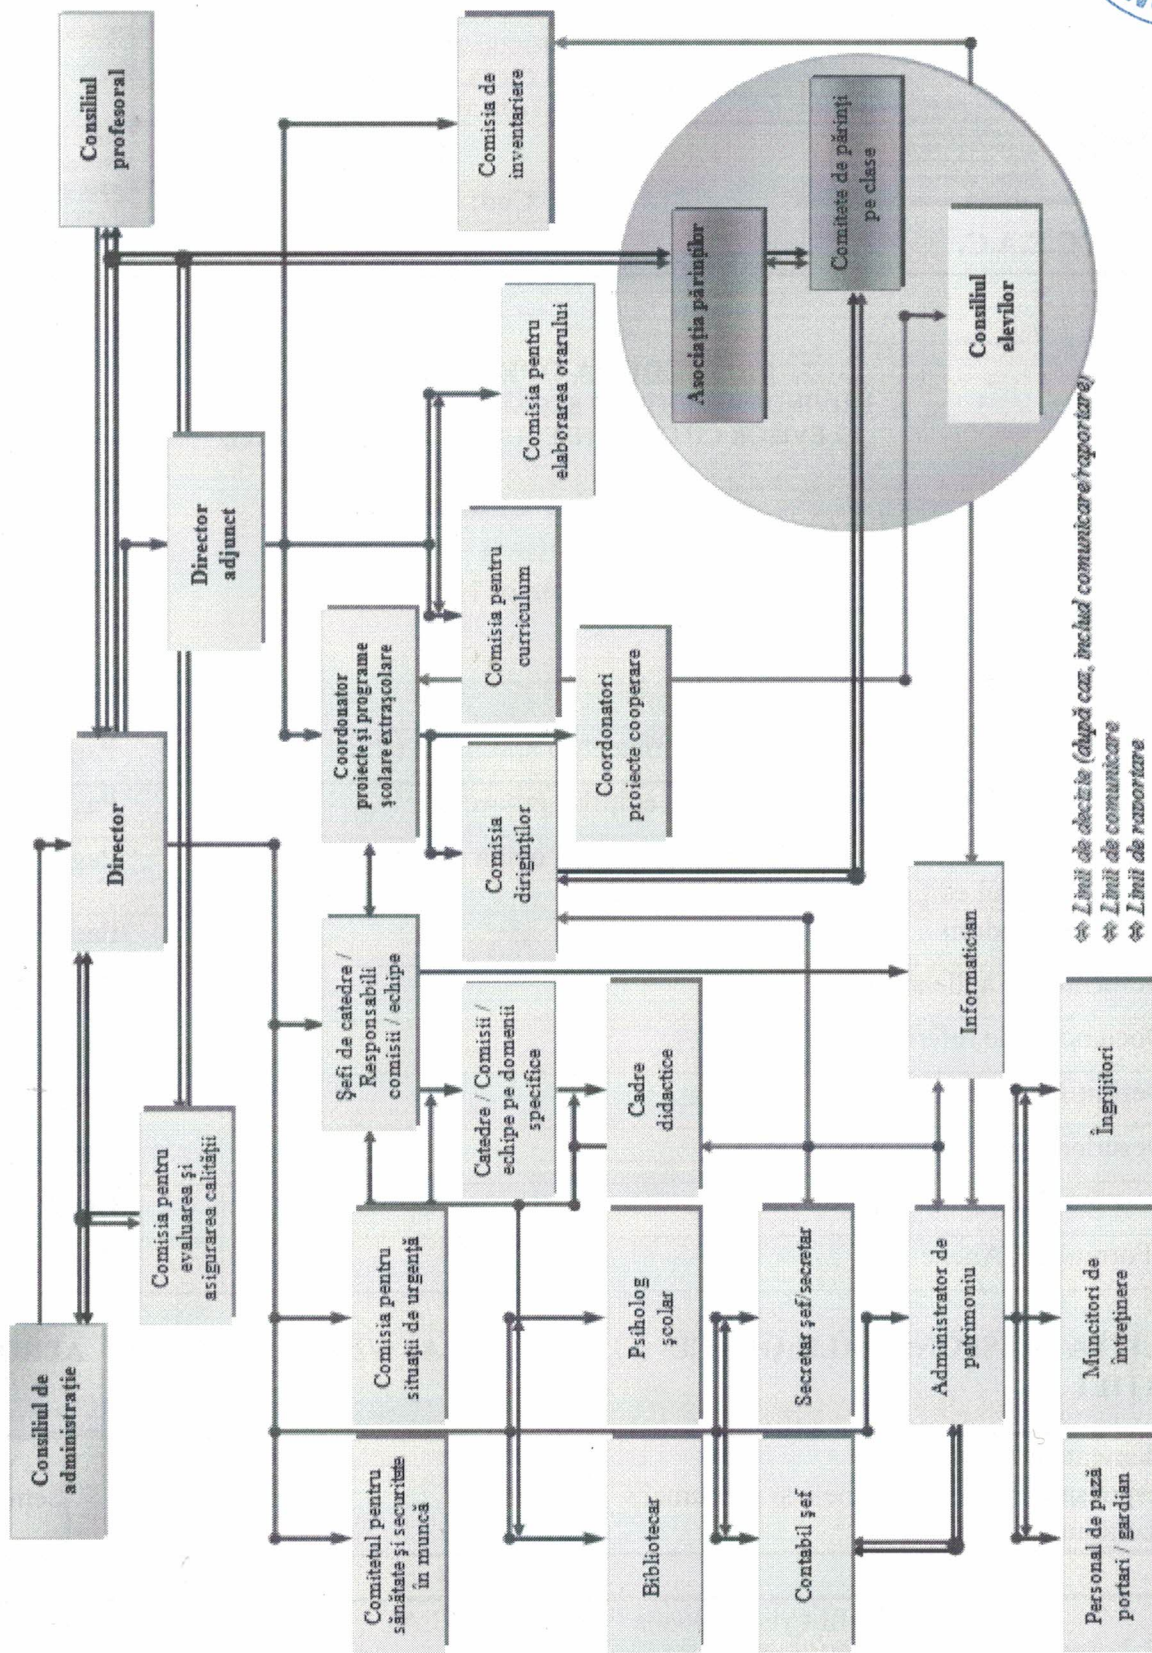 Consiliul de
administrație
Director
Consiliul
profesoral
Comisia pentru
evaluarea și
asigurarea calității
Director
adjunct
Comitetul pentru
sănătate și securitate
în muncă
Comisia pentru
situații de urgență
Șefi de catedre /
Responsabili
comisii / echipe
Coordonator
proiecte și programe
școlare extrașcolare
Comisia de
inventariere
Catedre / Comisii /
echipe pe domenii
specifice
Comisia
diriginților
Comisia pentru
curriculum
Comisia pentru
elaborarea orarului
Bibliotecar
Psiholog
școlar
Cadre
didactice
Coordonatori
proiecte cooperare
Asociația părinților
Contabil șef
Secretar șef/secretar
Comitete de părinți
pe clase
Administrator de
patrimoniu
Informatician
Consiliul
elevilor
Personal de pază
portari / gardian
Muncitori de
întreținere
Îngrijitori
⇔ Linii de decizie (după caz, includ comunicare/raportare)
⇔ Linii de comunicare
⇔ Linii de raportare